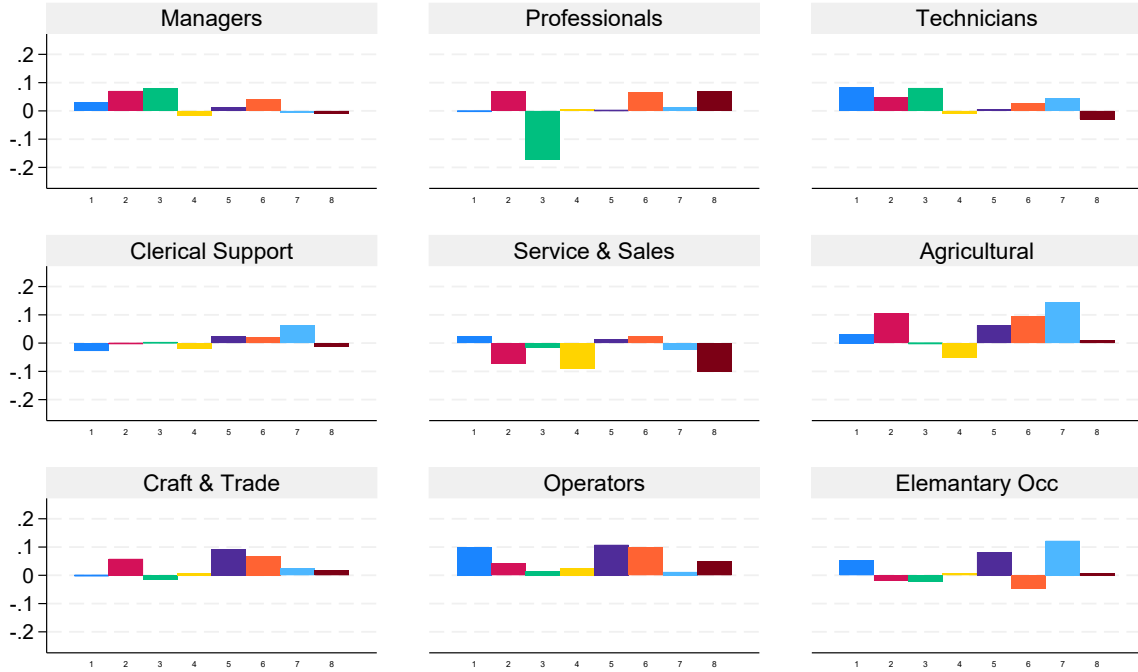 Managers Professionals Technicians
.2
.1
0
-.1
-.2
1 2 3 4 5 6 7 8 1 2 3 4 5 6 7 8 1 2 3 4 5 6 7 8
Clerical Support Service & Sales Agricultural
.2
.1
0
-.1
-.2
1 2 3 4 5 6 7 8 1 2 3 4 5 6 7 8 1 2 3 4 5 6 7 8
Craft & Trade Operators Elemantary Occ
.2
.1
0
-.1
-.2
1 2 3 4 5 6 7 8 1 2 3 4 5 6 7 8 1 2 3 4 5 6 7 8